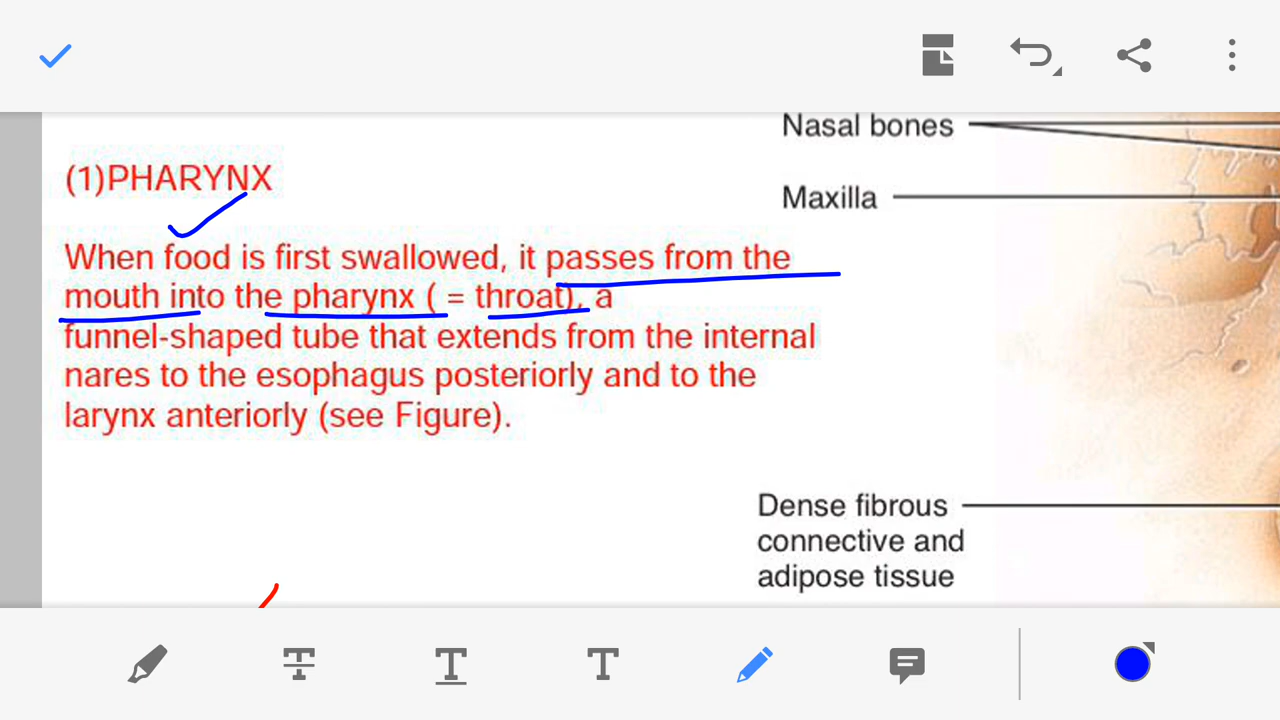 Nasal bones
(1)PHARYNX
Maxilla
When food is first swallowed, it passes from the
mouth into the pharynx ( = throat), a
funnel-shaped tube that extends from the internal
nares to the esophagus posteriorly and to the
larynx anteriorly (see Figure).
Dense fibrous
connective and
adipose tissue